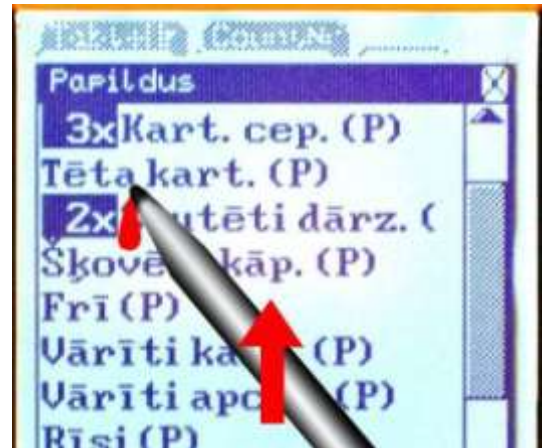 Papildus
3x Kart. cep. (P)
Tēta kart. (P)
2x dārz. (
kāp. (P)
Frī (P)
Vārīti (P)
Vārīti (P)
Rīsi (P)